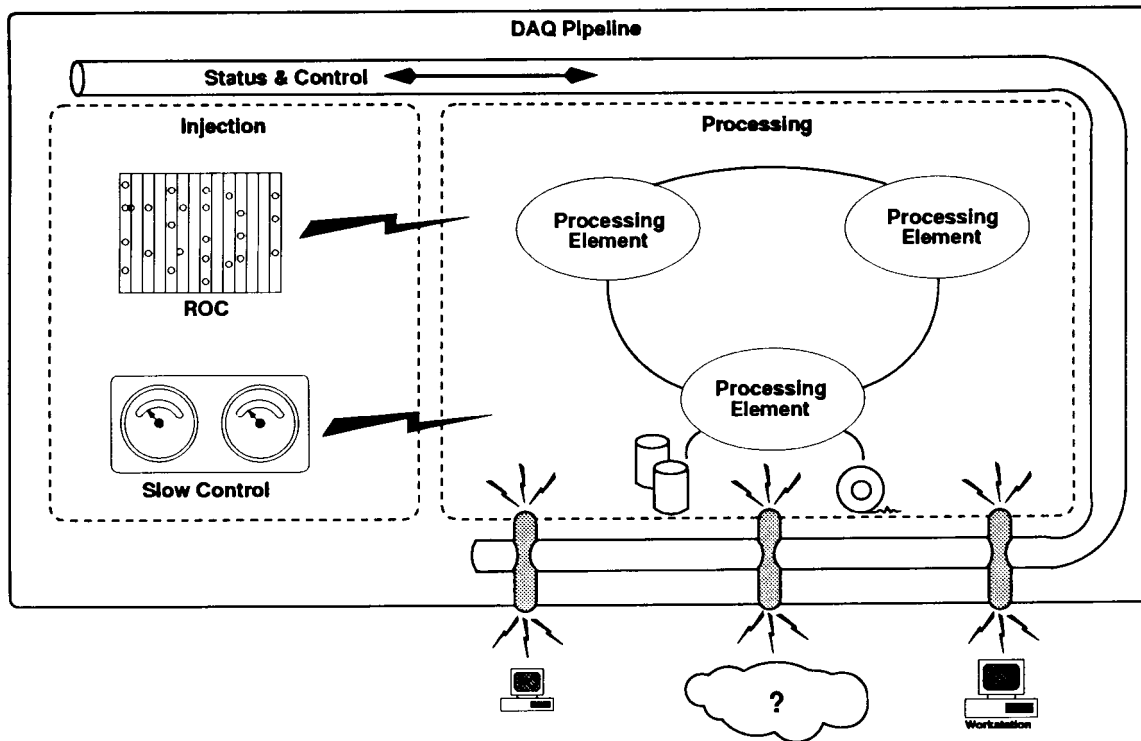 DAQ Pipeline
Status & Control
Injection
Processing
ROC
Slow Control
Processing
Element
Processing
Element
Processing
Element
?
Workstation